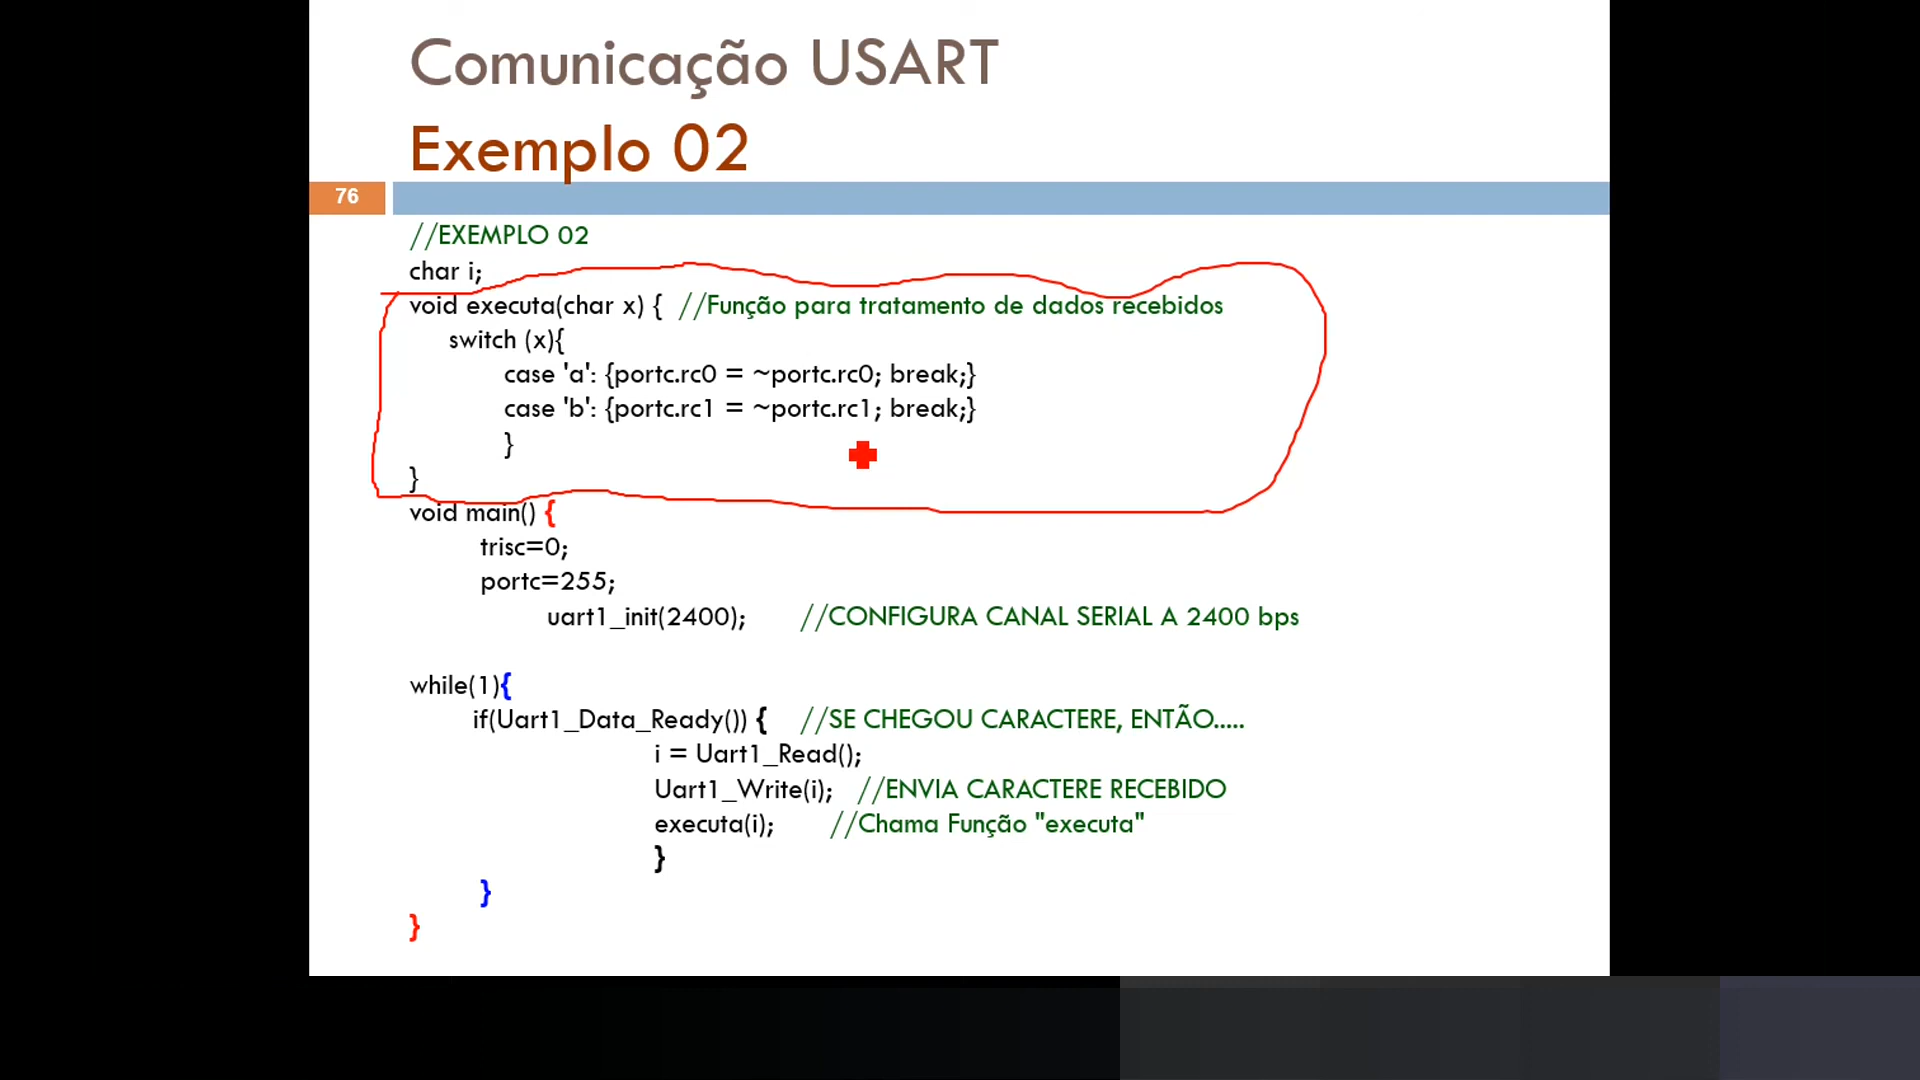 Comunicação USART
Exemplo 02
76
//EXEMPLO 02
char i;
void executa(char x) { //Função para tratamento de dados recebidos
switch (x){
case 'a': {portc.rc0 = ~portc.rc0; break;}
case 'b': {portc.rc1 = ~portc.rc1; break;}
}
}
void main() {
trisc=0;
portc=255;
uart1_init(2400); //CONFIGURA CANAL SERIAL A 2400 bps
while(1){
if(Uart1_Data_Ready()) { //SE CHEGOU CARACTERE, ENTÃO.....
i = Uart1_Read();
Uart1_Write(i); //ENVIA CARACTERE RECEBIDO
executa(i); //Chama Função "executa"
}
}
}